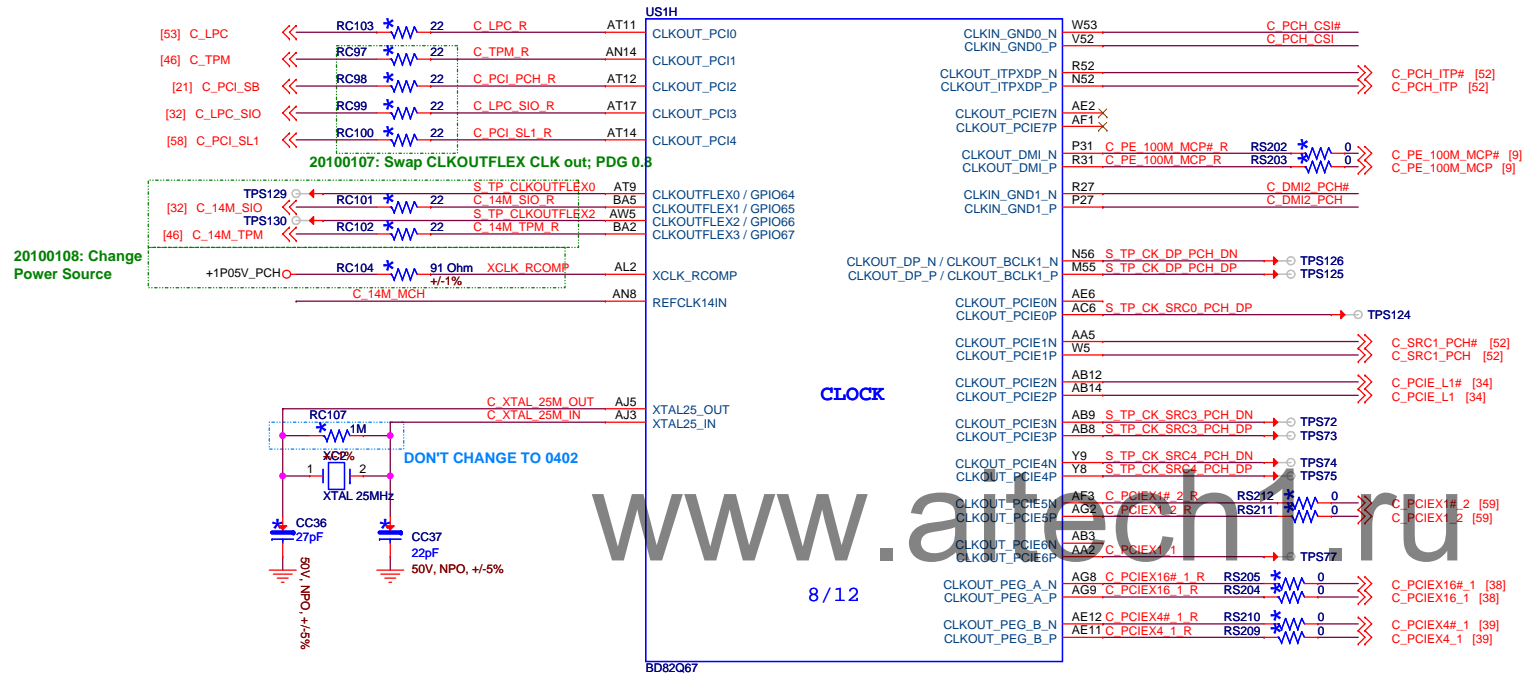 US1H
[53] C_LPC RC103 22 C_LPC_R AT11 CLKOUT_PCI0
[46] C_TPM RC97 22 C_TPM_R AN14 CLKOUT_PCI1
[21] C_PCI_SB RC98 22 C_PCI_PCH_R AT12 CLKOUT_PCI2
[32] C_LPC_SIO RC99 22 C_LPC_SIO_R AT17 CLKOUT_PCI3
[58] C_PCI_SL1 RC100 22 C_PCI_SL1_R AT14 CLKOUT_PCI4
20100107: Swap CLKOUTFLEX CLK out; PDG 0.8
TPS129 S_TP_CLKOUTFLEX0 AT9 CLKOUTFLEX0 / GPIO64
[32] C_14M_SIO RC101 22 C_14M_SIO_R BA5 CLKOUTFLEX1 / GPIO65
TPS130 S_TP_CLKOUTFLEX2 AW5 CLKOUTFLEX2 / GPIO66
[46] C_14M_TPM RC102 22 C_14M_TPM_R BA2 CLKOUTFLEX3 / GPIO67
20100108: Change
Power Source
+1P05V_PCH RC104 91 Ohm XCLK_RCOMP AL2 XCLK_RCOMP
+/-1%
C_14M_MCH AN8 REFCLK14IN
C_XTAL_25M_OUT AJ5 XTAL25_OUT
C_XTAL_25M_IN AJ3 XTAL25_IN
RC107
1M
+/-1%
DON'T CHANGE TO 0402
XC2
1 2
XTAL 25MHz
CC36
27pF
50V, NPO, +/-5%
CC37
22pF
50V, NPO, +/-5%
CLOCK
8/12
BD82Q67
CLKIN_GND0_N W53 C_PCH_CSI#
CLKIN_GND0_P V52 C_PCH_CSI
CLKOUT_ITPXDP_N R52 C_PCH_ITP# [52]
CLKOUT_ITPXDP_P N52 C_PCH_ITP [52]
CLKOUT_PCIE7N AE2
CLKOUT_PCIE7P AF1
CLKOUT_DMI_N P31 C_PE_100M_MCP#_R RS202 0 C_PE_100M_MCP# [9]
CLKOUT_DMI_P R31 C_PE_100M_MCP_R RS203 0 C_PE_100M_MCP [9]
CLKIN_GND1_N R27 C_DMI2_PCH#
CLKIN_GND1_P P27 C_DMI2_PCH
CLKOUT_DP_N / CLKOUT_BCLK1_N N56 S_TP_CK_DP_PCH_DN TPS126
CLKOUT_DP_P / CLKOUT_BCLK1_P M55 S_TP_CK_DP_PCH_DP TPS125
CLKOUT_PCIE0N AE6
CLKOUT_PCIE0P AC6 S_TP_CK_SRC0_PCH_DP TPS124
CLKOUT_PCIE1N AA5 C_SRC1_PCH# [52]
CLKOUT_PCIE1P W5 C_SRC1_PCH [52]
CLKOUT_PCIE2N AB12 C_PCIE_L1# [34]
CLKOUT_PCIE2P AB14 C_PCIE_L1 [34]
CLKOUT_PCIE3N AB9 S_TP_CK_SRC3_PCH_DN TPS72
CLKOUT_PCIE3P AB8 S_TP_CK_SRC3_PCH_DP TPS73
CLKOUT_PCIE4N Y9 S_TP_CK_SRC4_PCH_DN TPS74
CLKOUT_PCIE4P Y8 S_TP_CK_SRC4_PCH_DP TPS75
CLKOUT_PCIE5N AF3 C_PCIEX1#_2_R RS212 0 C_PCIEX1#_2 [59]
CLKOUT_PCIE5P AG2 C_PCIEX1_2_R RS211 0 C_PCIEX1_2 [59]
CLKOUT_PCIE6N AB3
CLKOUT_PCIE6P AA2 C_PCIEX1_1 TPS77
CLKOUT_PEG_A_N AG8 C_PCIEX16#_1_R RS205 0 C_PCIEX16#_1 [38]
CLKOUT_PEG_A_P AG9 C_PCIEX16_1_R RS204 0 C_PCIEX16_1 [38]
CLKOUT_PEG_B_N AE12 C_PCIEX4#_1_R RS210 0 C_PCIEX4#_1 [39]
CLKOUT_PEG_B_P AE11 C_PCIEX4_1_R RS209 0 C_PCIEX4_1 [39]
www.aitech1.ru